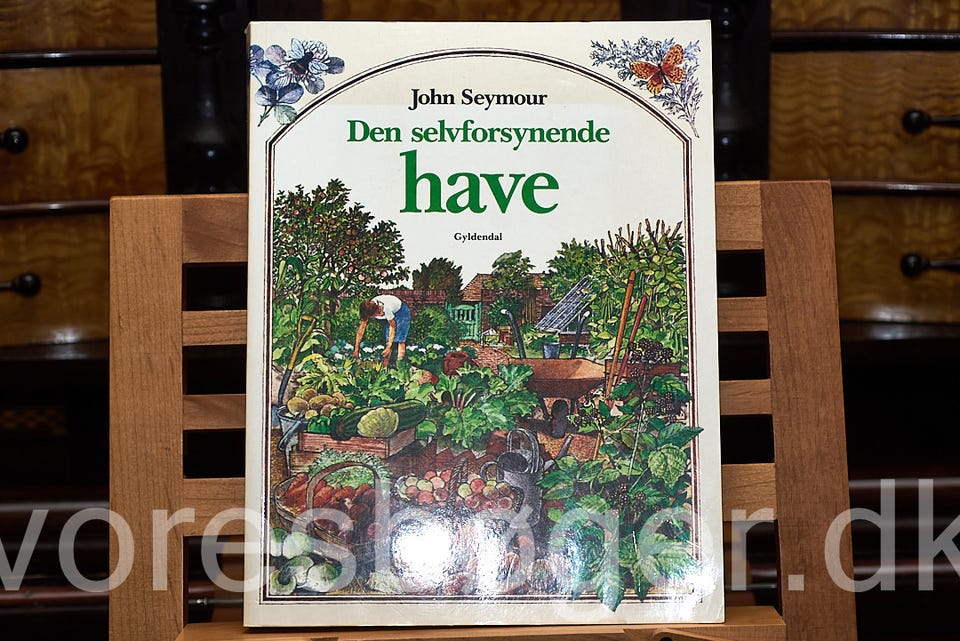 John Seymour
Den selvforsynende
have
Gyldendal
voresbøger.dk